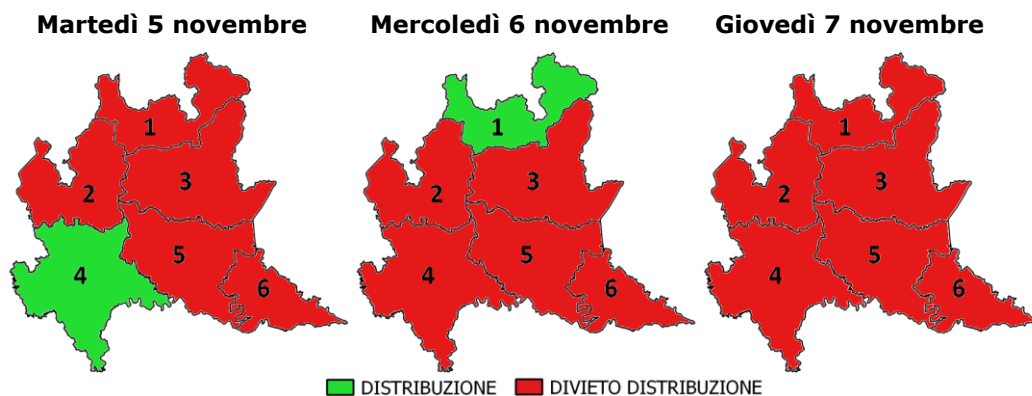 Martedì 5 novembre Mercoledì 6 novembre Giovedì 7 novembre
1 1 1
2 3 2 3 2 3
4 5 6 4 5 6 4 5 6
DISTRIBUZIONE DIVIETO DISTRIBUZIONE